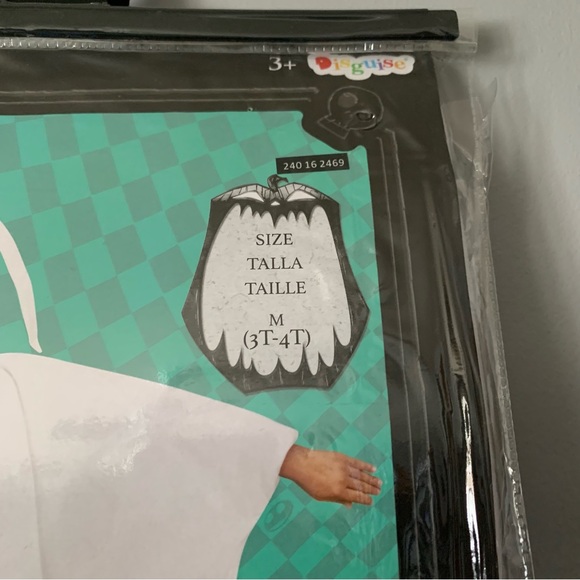 3+ Disguise
240 16 2469
SIZE
TALLA
TAILLE
M
(3T-4T)